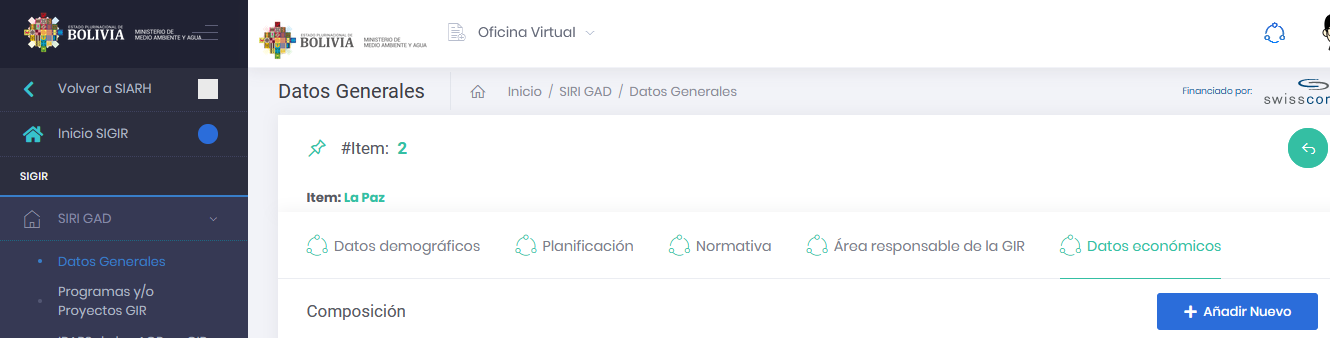 ESTADO PLURINACIONAL DE
BOLIVIA
MINISTERIO DE
MEDIO AMBIENTE Y AGUA
Volver a SIARH
Inicio SIGIR
SIGIR
SIRI GAD
Datos Generales
Programas y/o
Proyectos GIR
ESTADO PLURINACIONAL DE
BOLIVIA
MINISTERIO DE
MEDIO AMBIENTE Y AGUA
Oficina Virtual
Datos Generales
Inicio / SIRI GAD / Datos Generales
Financiado por:
swisscon
#Item: 2
Item: La Paz
Datos demográficos
Planificación
Normativa
Área responsable de la GIR
Datos económicos
Composición
+ Añadir Nuevo